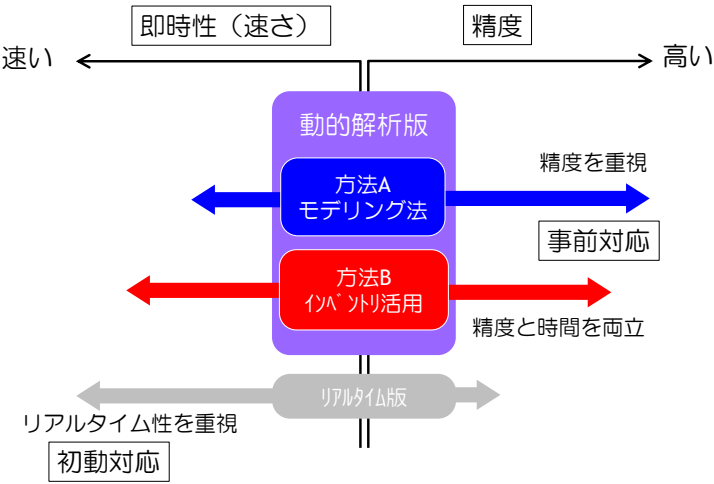 即時性（速さ）
精度
速い
高い
動的解析版
精度を重視
方法A
モデリング法
事前対応
方法B
ｲﾝﾍﾞﾝﾄﾘ活用
精度と時間を両立
ﾘｱﾙﾀｲﾑ版
リアルタイム性を重視
初動対応